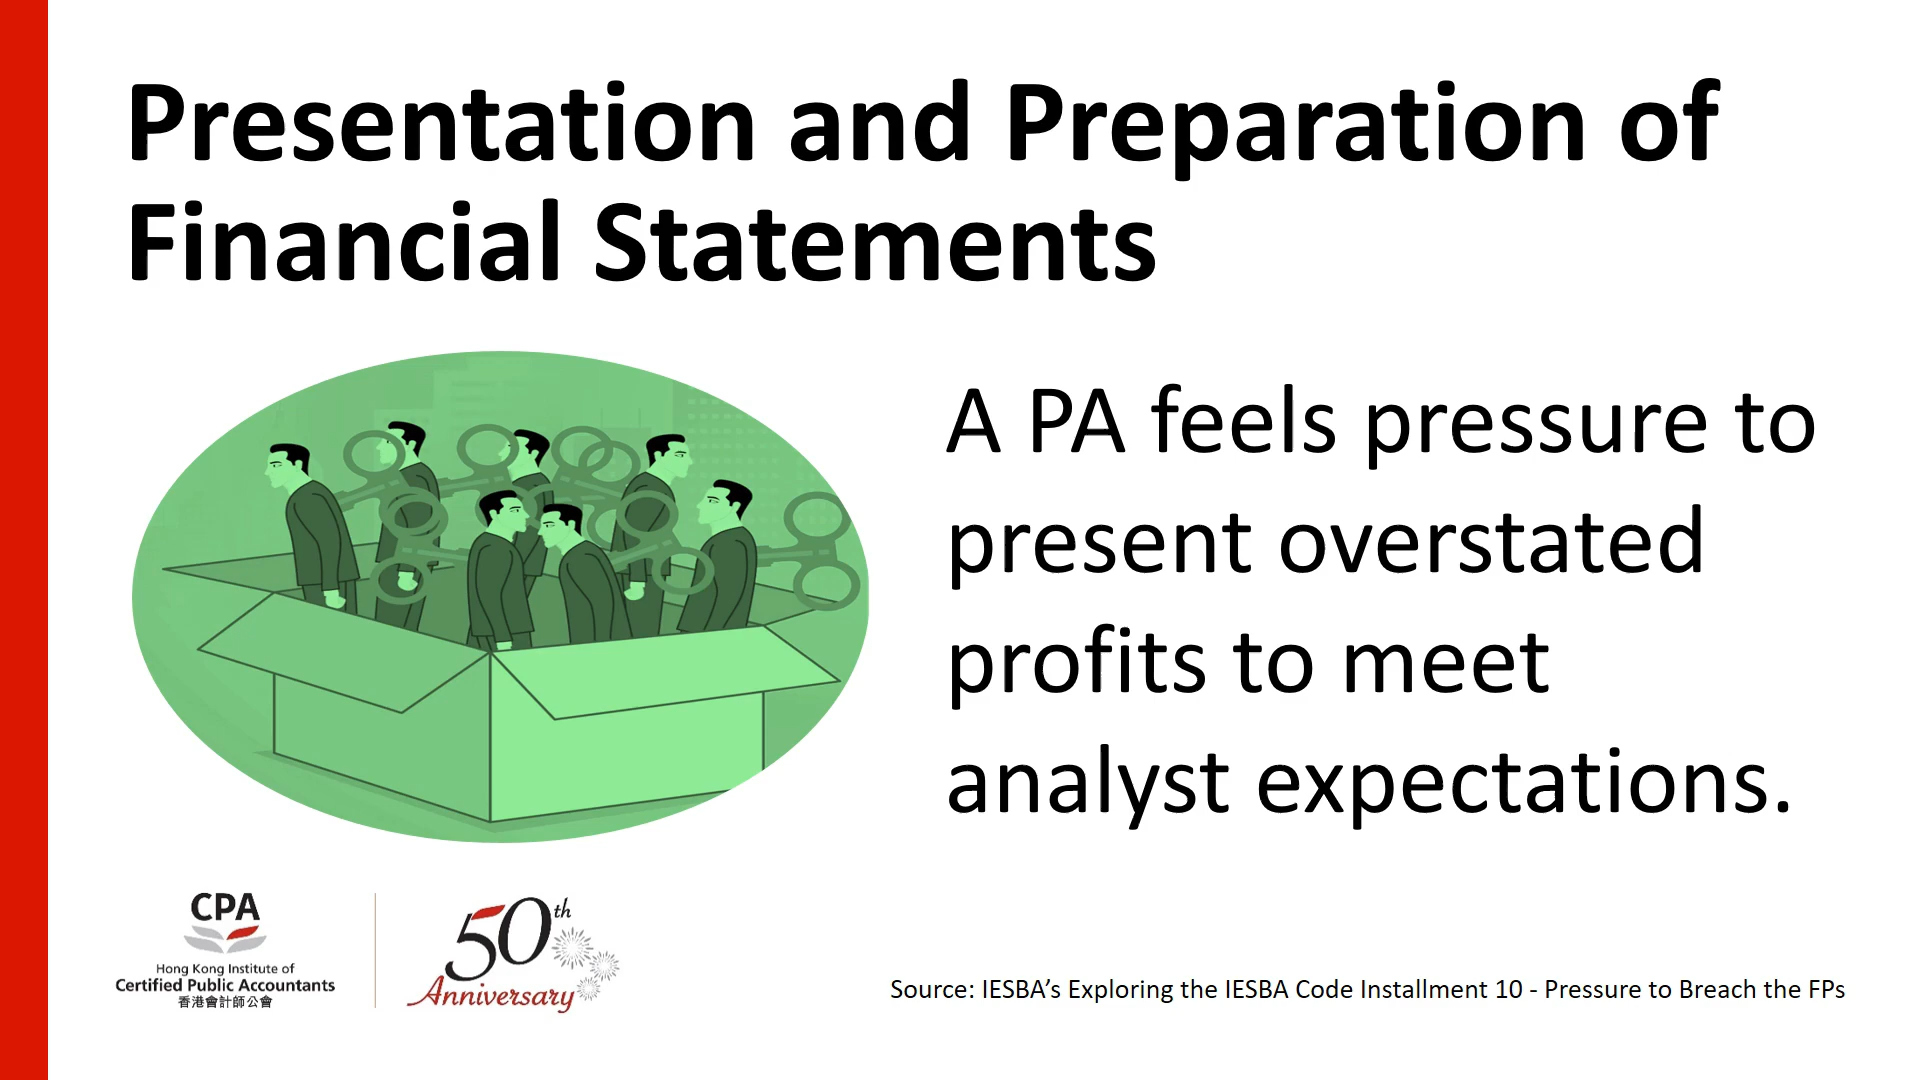 Presentation and Preparation of
Financial Statements
A PA feels pressure to
present overstated
profits to meet
analyst expectations.
CPA
Hong Kong Institute of
Certified Public Accountants
香港會計師公會
50th
Anniversary
Source: IESBA’s Exploring the IESBA Code Installment 10 - Pressure to Breach the FPs